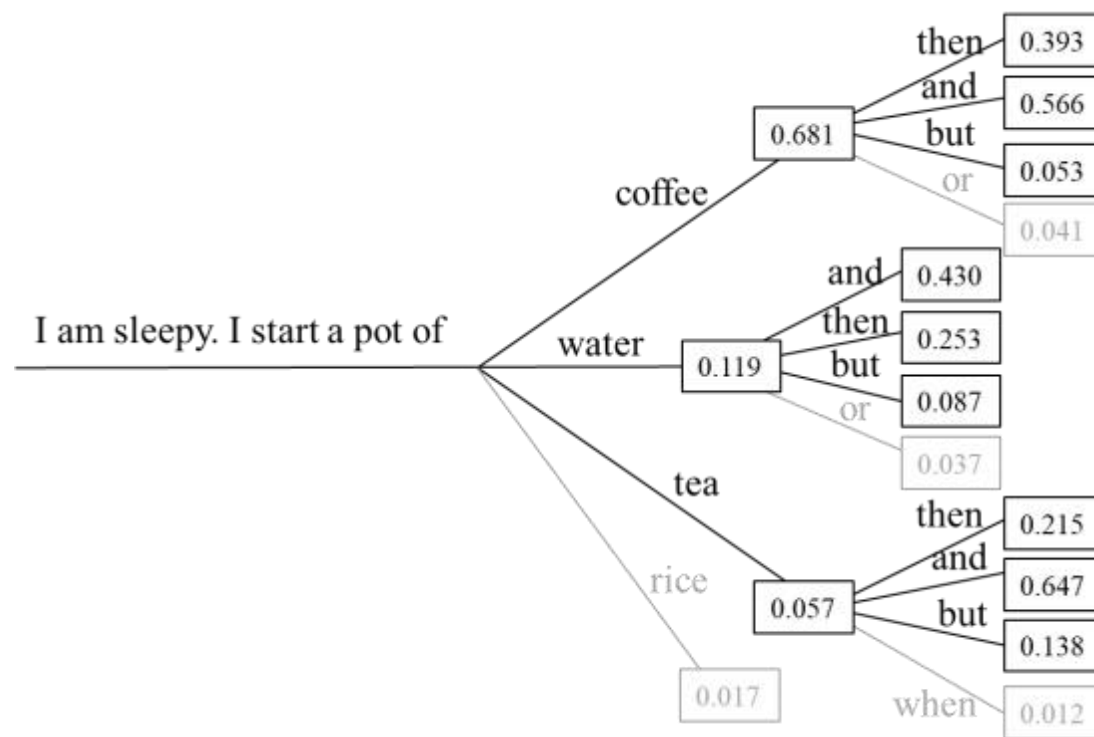 then 0.393
and 0.566
0.681
but 0.053
or 0.041
coffee
and 0.430
then 0.253
I am sleepy. I start a pot of
water 0.119
but 0.087
or 0.037
tea
then 0.215
and 0.647
rice
0.057
but 0.138
0.017
when 0.012